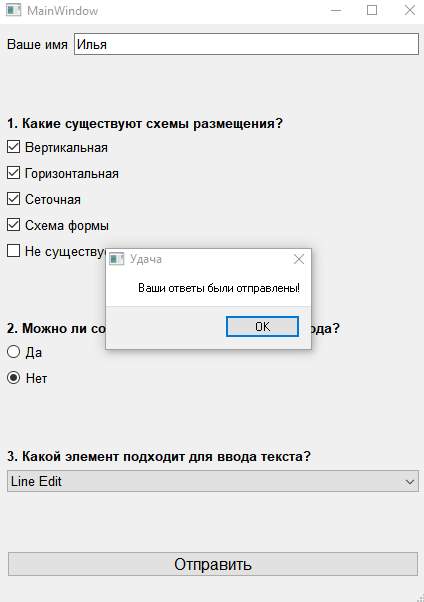 MainWindow
Ваше имя Илья
1. Какие существуют схемы размещения?
Вертикальная
Горизонтальная
Сеточная
Схема формы
Не существу
Удача
Ваши ответы были отправлены!
OK
2. Можно ли со ода?
Да
Нет
3. Какой элемент подходит для ввода текста?
Line Edit
Отправить